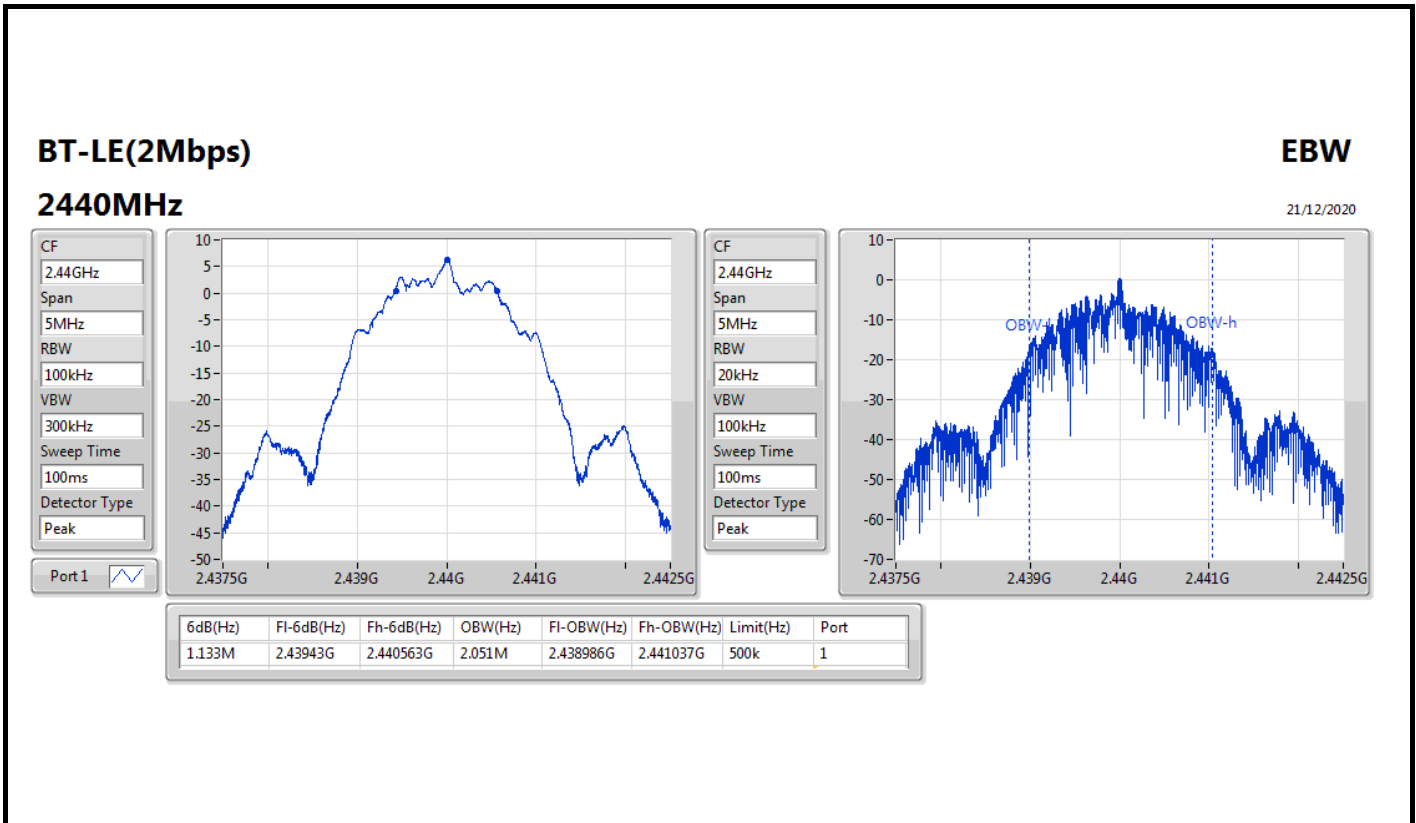 BT-LE(2Mbps)
EBW
2440MHz
21/12/2020
CF
2.44GHz
Span
5MHz
RBW
100kHz
VBW
300kHz
Sweep Time
100ms
Detector Type
Peak
Port 1
10
5
0
-5
-10
-15
-20
-25
-30
-35
-40
-45
-50
2.4375G 2.439G 2.44G 2.441G 2.4425G
CF
2.44GHz
Span
5MHz
RBW
20kHz
VBW
100kHz
Sweep Time
100ms
Detector Type
Peak
10
0
-10
-20
-30
-40
-50
-60
-70
OBW-h
2.4375G 2.439G 2.44G 2.441G 2.4425G
6dB(Hz) Fl-6dB(Hz) Fh-6dB(Hz) OBW(Hz) Fl-OBW(Hz) Fh-OBW(Hz) Limit(Hz) Port
1.133M 2.43943G 2.440563G 2.051M 2.438986G 2.441037G 500k 1